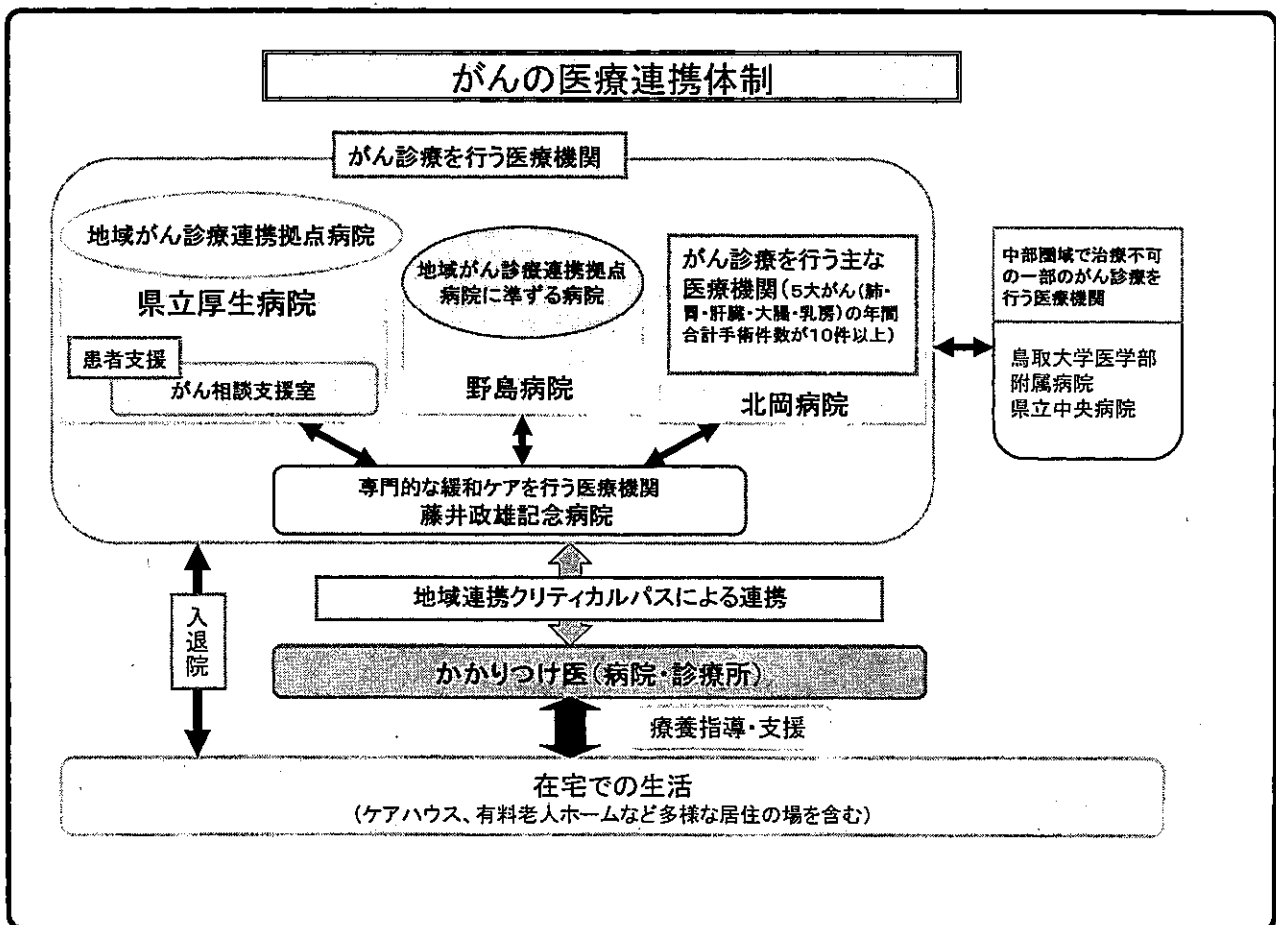 がんの医療連携体制
がん診療を行う医療機関
地域がん診療連携拠点病院
県立厚生病院
患者支援
がん相談支援室
地域がん診療連携拠点
病院に準ずる病院
野島病院
がん診療を行う主な
医療機関(5大がん(肺・
胃・肝臓・大腸・乳房)の年間
合計手術件数が10件以上)
北岡病院
中部圏域で治療不可
の一部のがん診療を
行う医療機関
鳥取大学医学部
附属病院
県立中央病院
専門的な緩和ケアを行う医療機関
藤井政雄記念病院
地域連携クリティカルパスによる連携
入退院
かかりつけ医(病院・診療所)
療養指導・支援
在宅での生活
(ケアハウス、有料老人ホームなど多様な居住の場を含む)